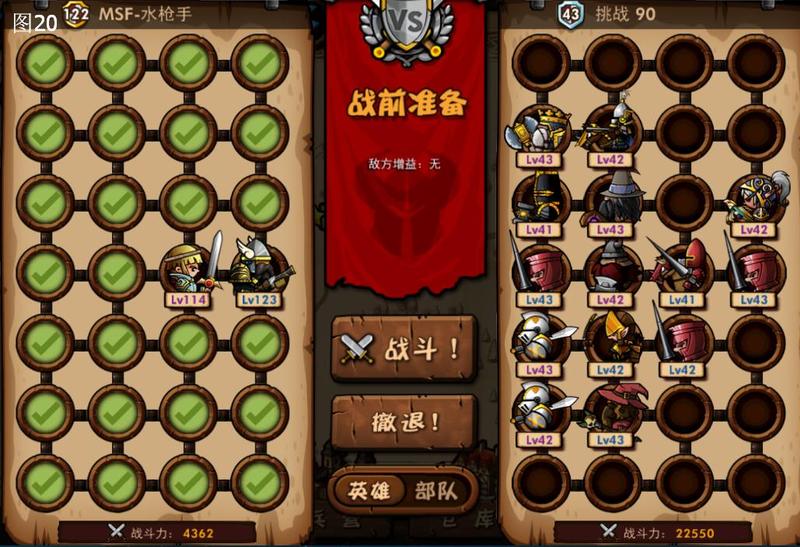 图20
122 MSF-水枪手
VS
43 挑战 90
战前准备
敌方增益：无
Lv43 Lv42
Lv41 Lv43 Lv42
Lv114 Lv123
Lv43 Lv42 Lv41 Lv43
战斗！
Lv43 Lv42 Lv42
撤退！
Lv42 Lv43
英雄 部队
战斗力：4362
战斗力：22550